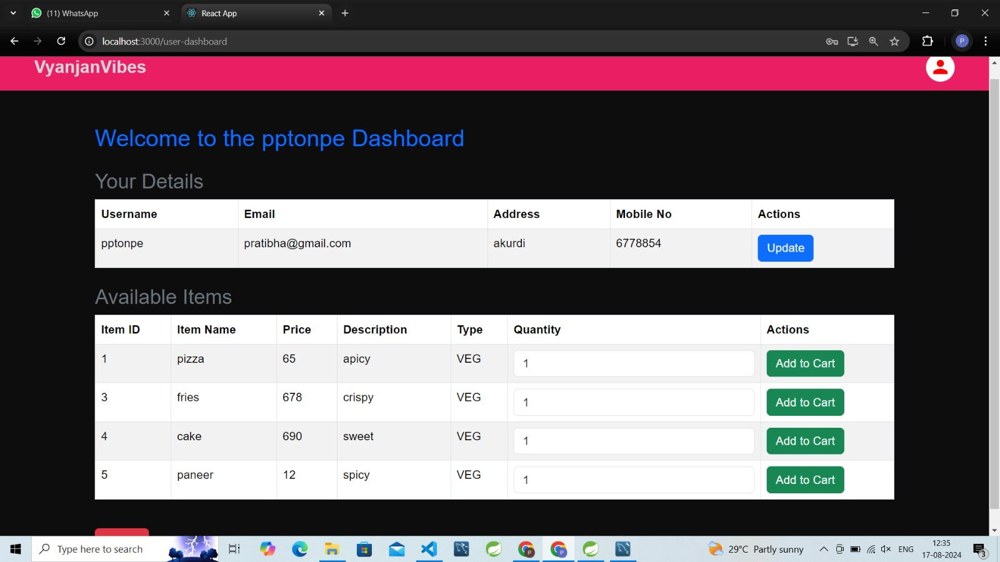 (11) WhatsApp
React App
localhost:3000/user-dashboard
P
VyanjanVibes
Welcome to the pptonpe Dashboard
Your Details
Username Email Address Mobile No Actions
pptonpe pratibha@gmail.com akurdi 6778854 Update
Available Items
Item ID Item Name Price Description Type Quantity Actions
1 pizza 65 apicy VEG 1 Add to Cart
3 fries 678 crispy VEG 1 Add to Cart
4 cake 690 sweet VEG 1 Add to Cart
5 paneer 12 spicy VEG 1 Add to Cart
Type here to search
29°C Partly sunny
ENG
12:35
17-08-2024
3